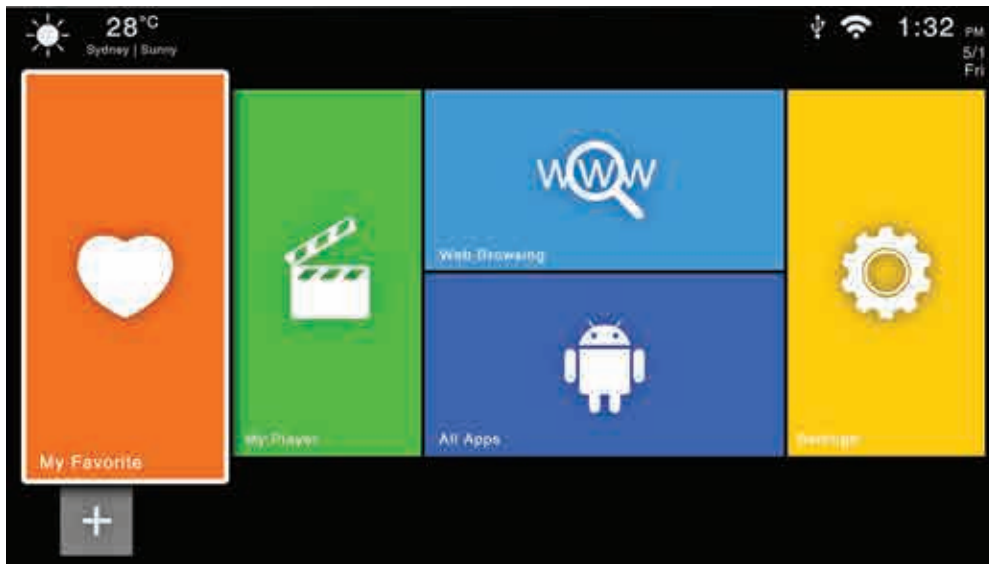 28°C
Sydney | Sunny
1:32 PM
5/1
Fri
WWW
Web Browsing
My Player
All Apps
Settings
My Favorite
+